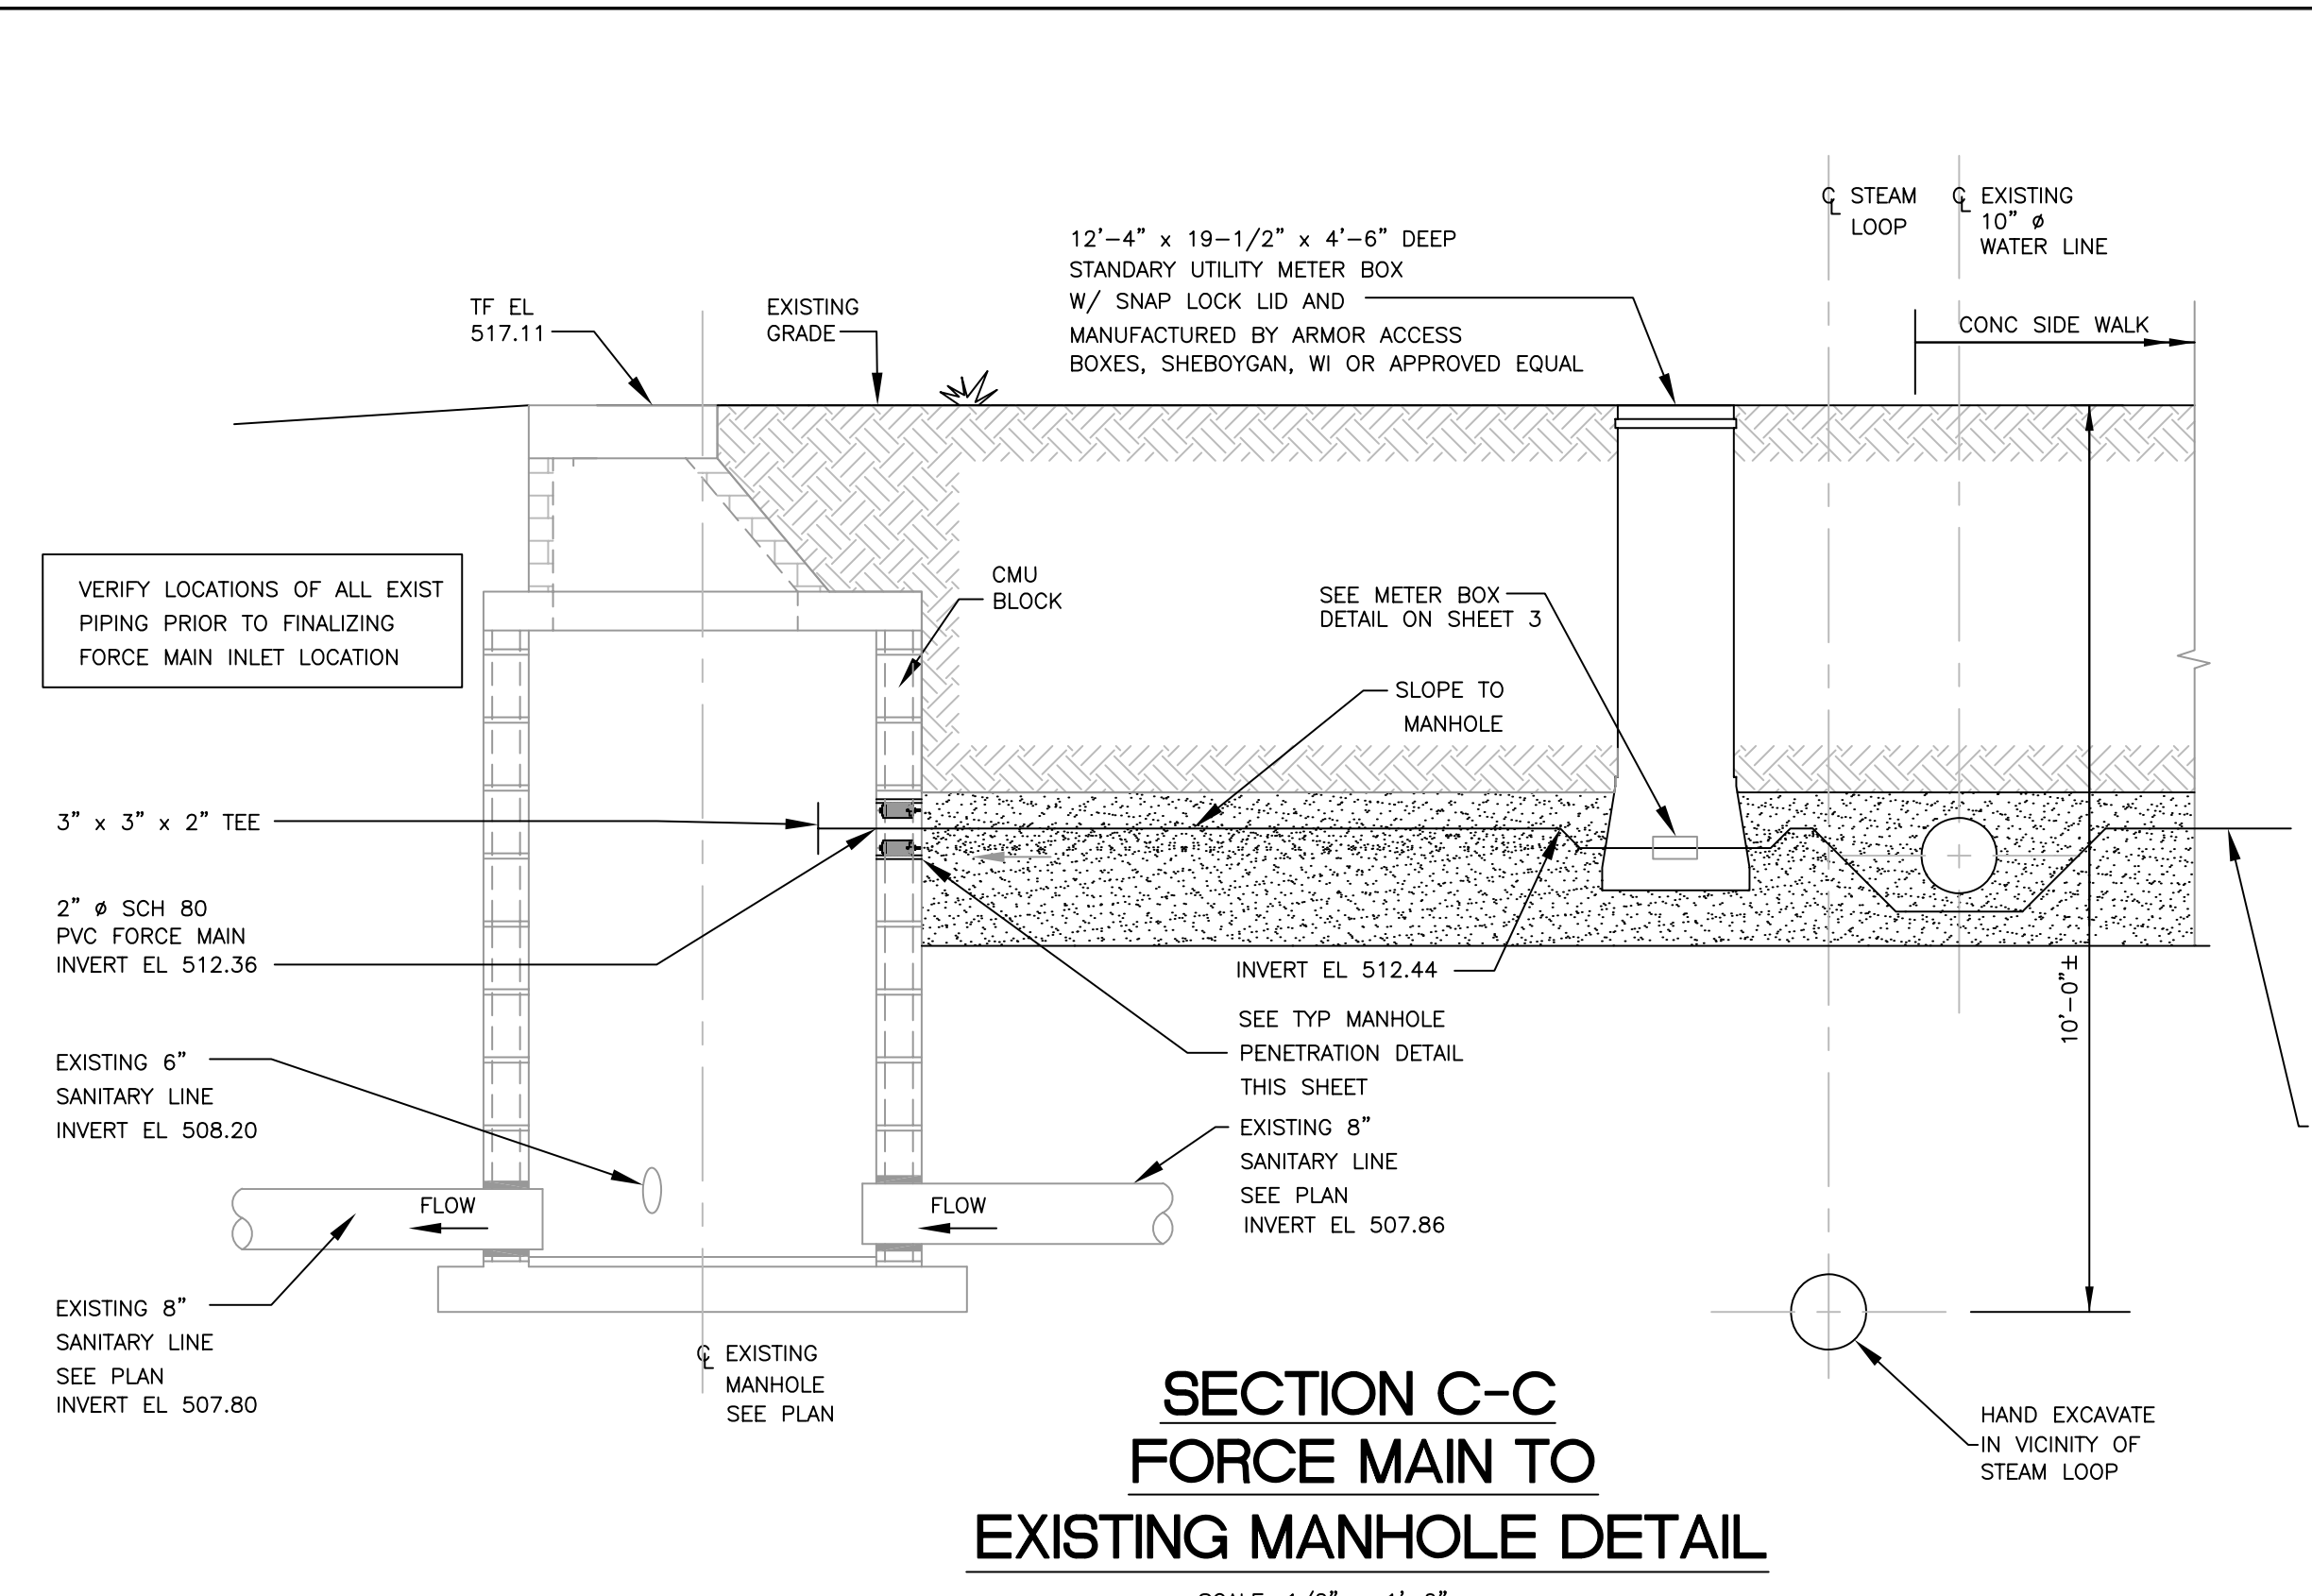 ℄ STEAM
LOOP
℄ EXISTING
10" ø
WATER LINE
12'-4" x 19-1/2" x 4'-6" DEEP
STANDARY UTILITY METER BOX
W/ SNAP LOCK LID AND
MANUFACTURED BY ARMOR ACCESS
BOXES, SHEBOYGAN, WI OR APPROVED EQUAL
TF EL
517.11
EXISTING
GRADE
CONC SIDE WALK
VERIFY LOCATIONS OF ALL EXIST
PIPING PRIOR TO FINALIZING
FORCE MAIN INLET LOCATION
CMU
BLOCK
SEE METER BOX
DETAIL ON SHEET 3
SLOPE TO
MANHOLE
3" x 3" x 2" TEE
2" ø SCH 80
PVC FORCE MAIN
INVERT EL 512.36
INVERT EL 512.44
10'-0"±
SEE TYP MANHOLE
PENETRATION DETAIL
THIS SHEET
EXISTING 6"
SANITARY LINE
INVERT EL 508.20
EXISTING 8"
SANITARY LINE
SEE PLAN
INVERT EL 507.86
FLOW
FLOW
EXISTING 8"
SANITARY LINE
SEE PLAN
INVERT EL 507.80
℄ EXISTING
MANHOLE
SEE PLAN
HAND EXCAVATE
IN VICINITY OF
STEAM LOOP
SECTION C-C
FORCE MAIN TO
EXISTING MANHOLE DETAIL